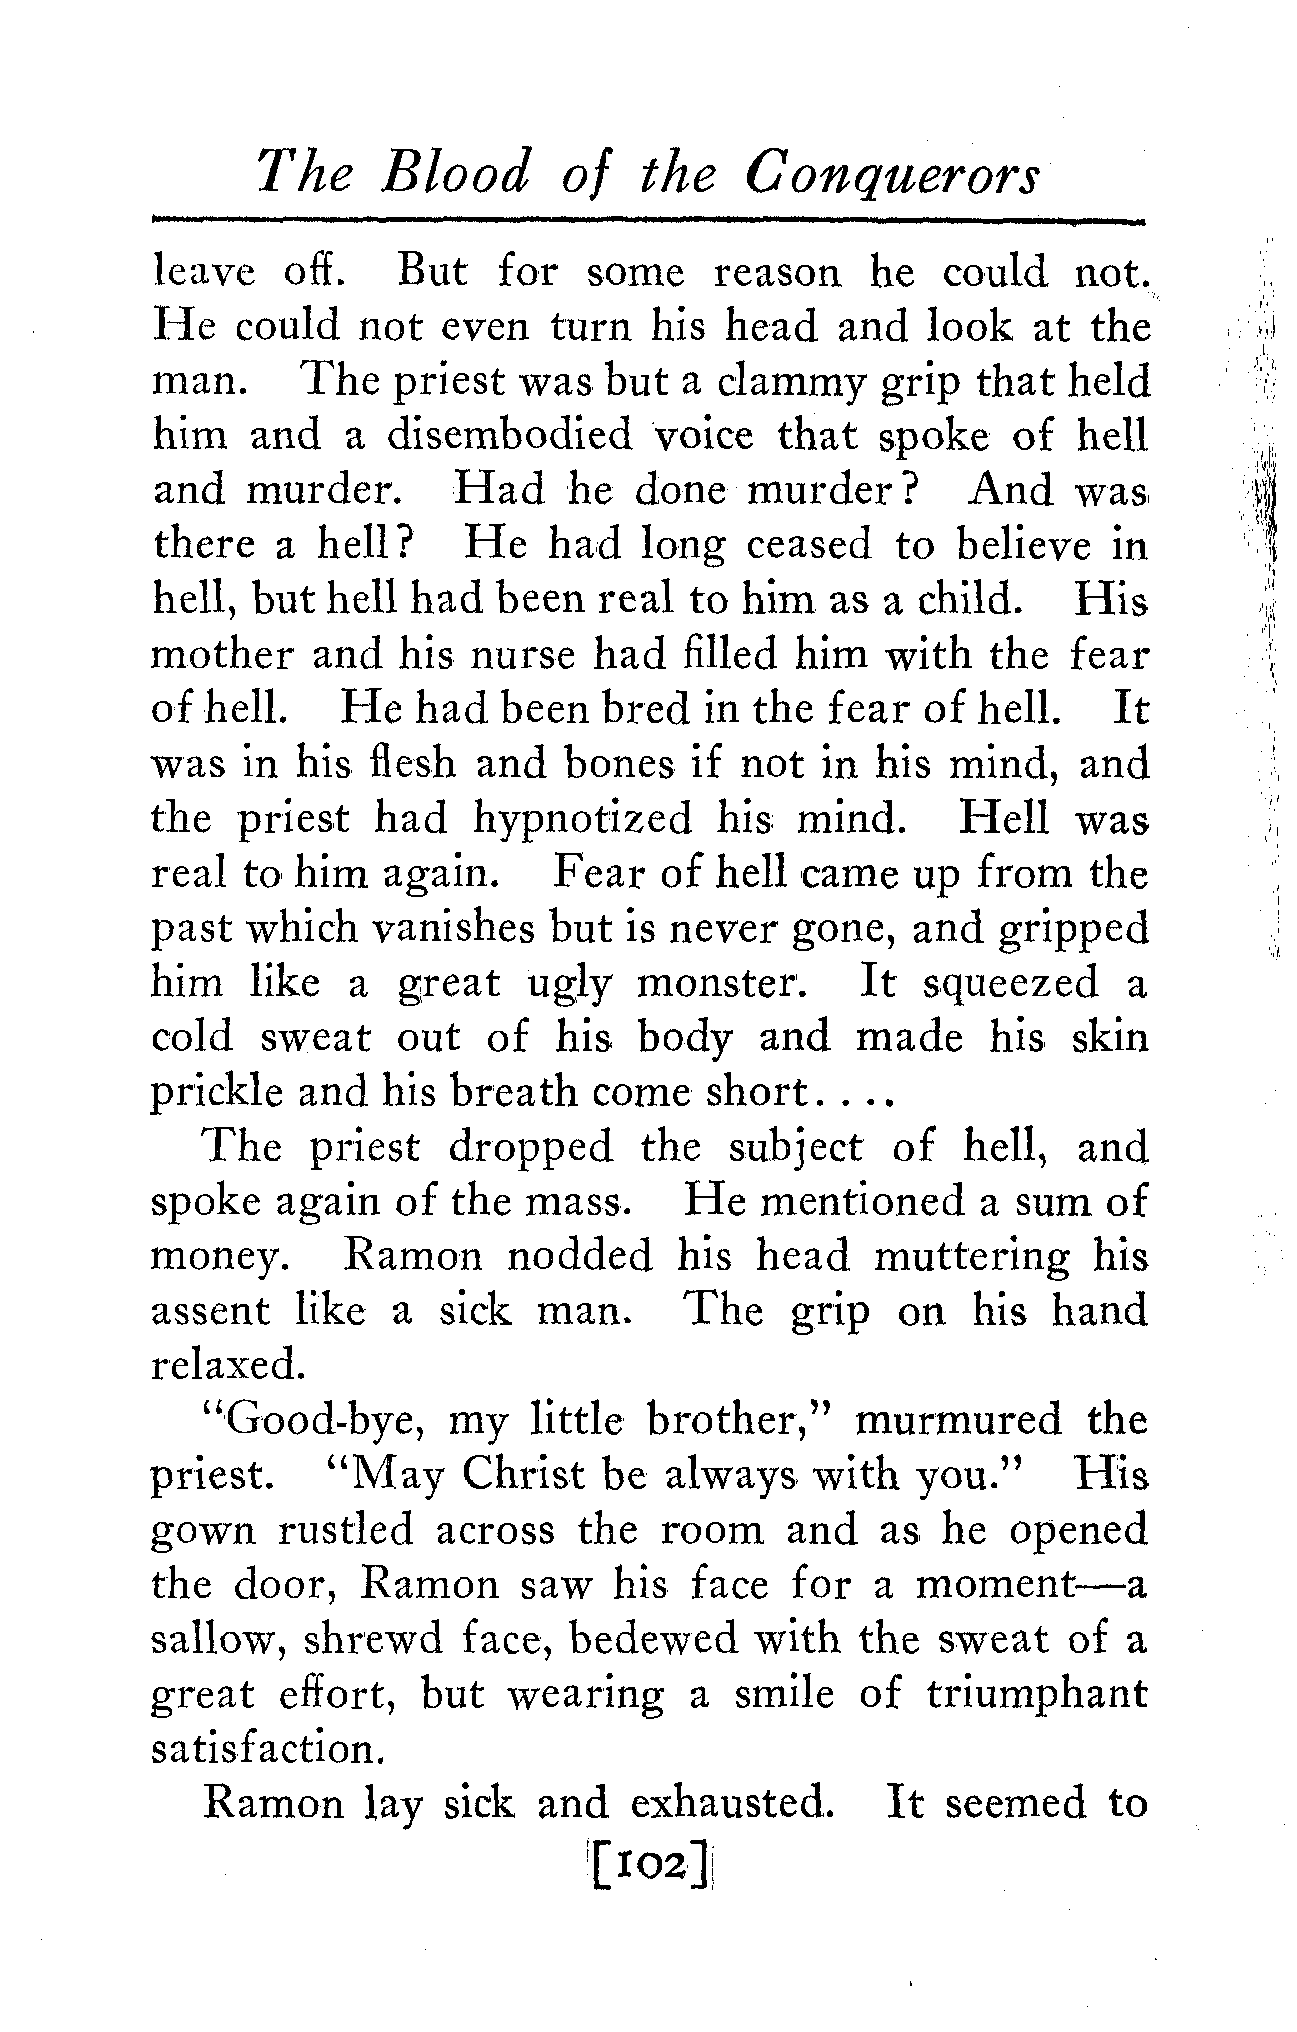 The Blood of the Conquerors
leave off. But for some reason he could not.
He could not even turn his head and look at the
man. The priest was but a clammy grip that held
him and a disembodied voice that spoke of hell
and murder. Had he done murder? And was
there a hell? He had long ceased to believe in
hell, but hell had been real to him as a child. His
mother and his nurse had filled him with the fear
of hell. He had been bred in the fear of hell. It
was in his flesh and bones if not in his mind, and
the priest had hypnotized his mind. Hell was
real to him again. Fear of hell came up from the
past which vanishes but is never gone, and gripped
him like a great ugly monster. It squeezed a
cold sweat out of his body and made his skin
prickle and his breath come short....
The priest dropped the subject of hell, and
spoke again of the mass. He mentioned a sum of
money. Ramon nodded his head muttering his
assent like a sick man. The grip on his hand
relaxed.
"Good-bye, my little brother," murmured the
priest. "May Christ be always with you." His
gown rustled across the room and as he opened
the door, Ramon saw his face for a moment—a
sallow, shrewd face, bedewed with the sweat of a
great effort, but wearing a smile of triumphant
satisfaction.
Ramon lay sick and exhausted. It seemed to
[102]